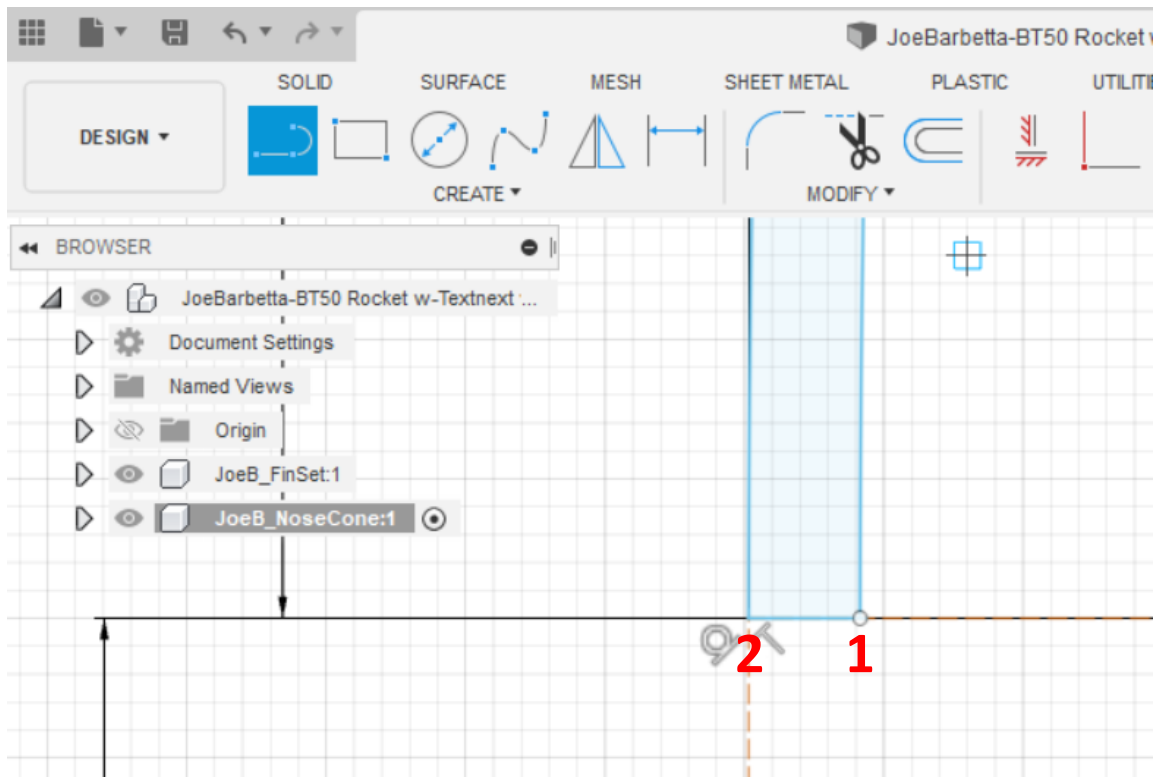 JoeBarbetta-BT50 Rocket
SOLID SURFACE MESH SHEET METAL PLASTIC UTILITIE
DESIGN
CREATE MODIFY
BROWSER
JoeBarbetta-BT50 Rocket w-Textnext ...
Document Settings
Named Views
Origin
JoeB_FinSet:1
JoeB_NoseCone:1
2 1